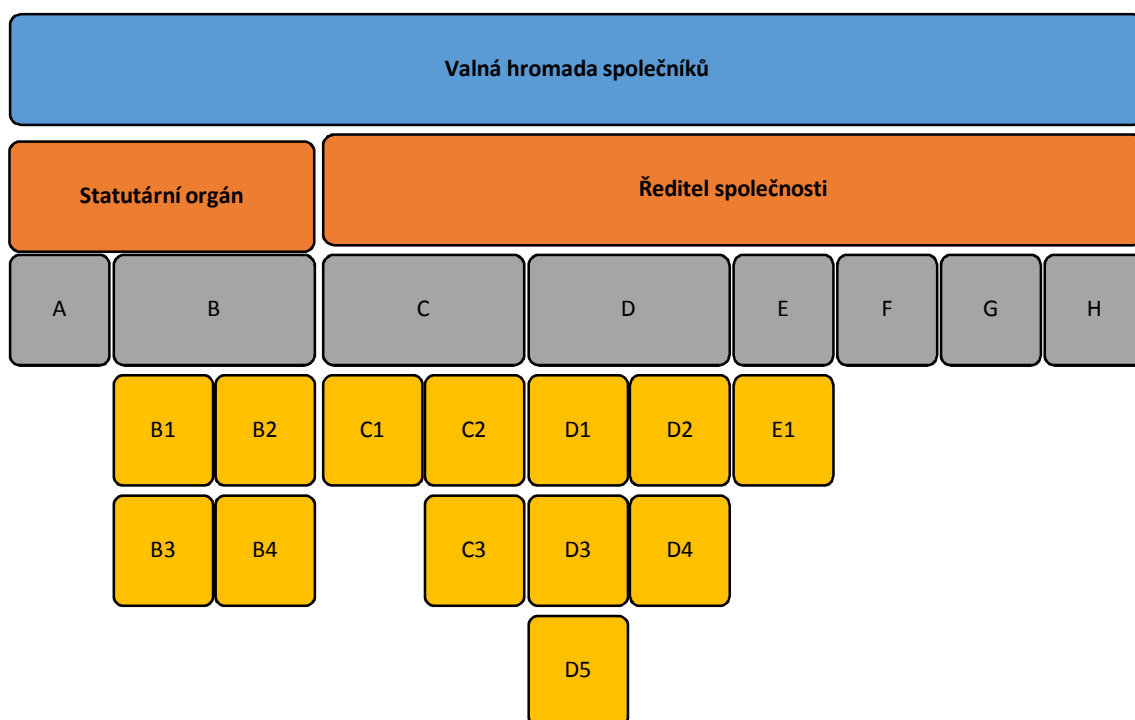 Valná hromada společníků
Statutární orgán
Ředitel společnosti
A B C D E F G H
B1 B2 C1 C2 D1 D2 E1
B3 B4 C3 D3 D4
D5